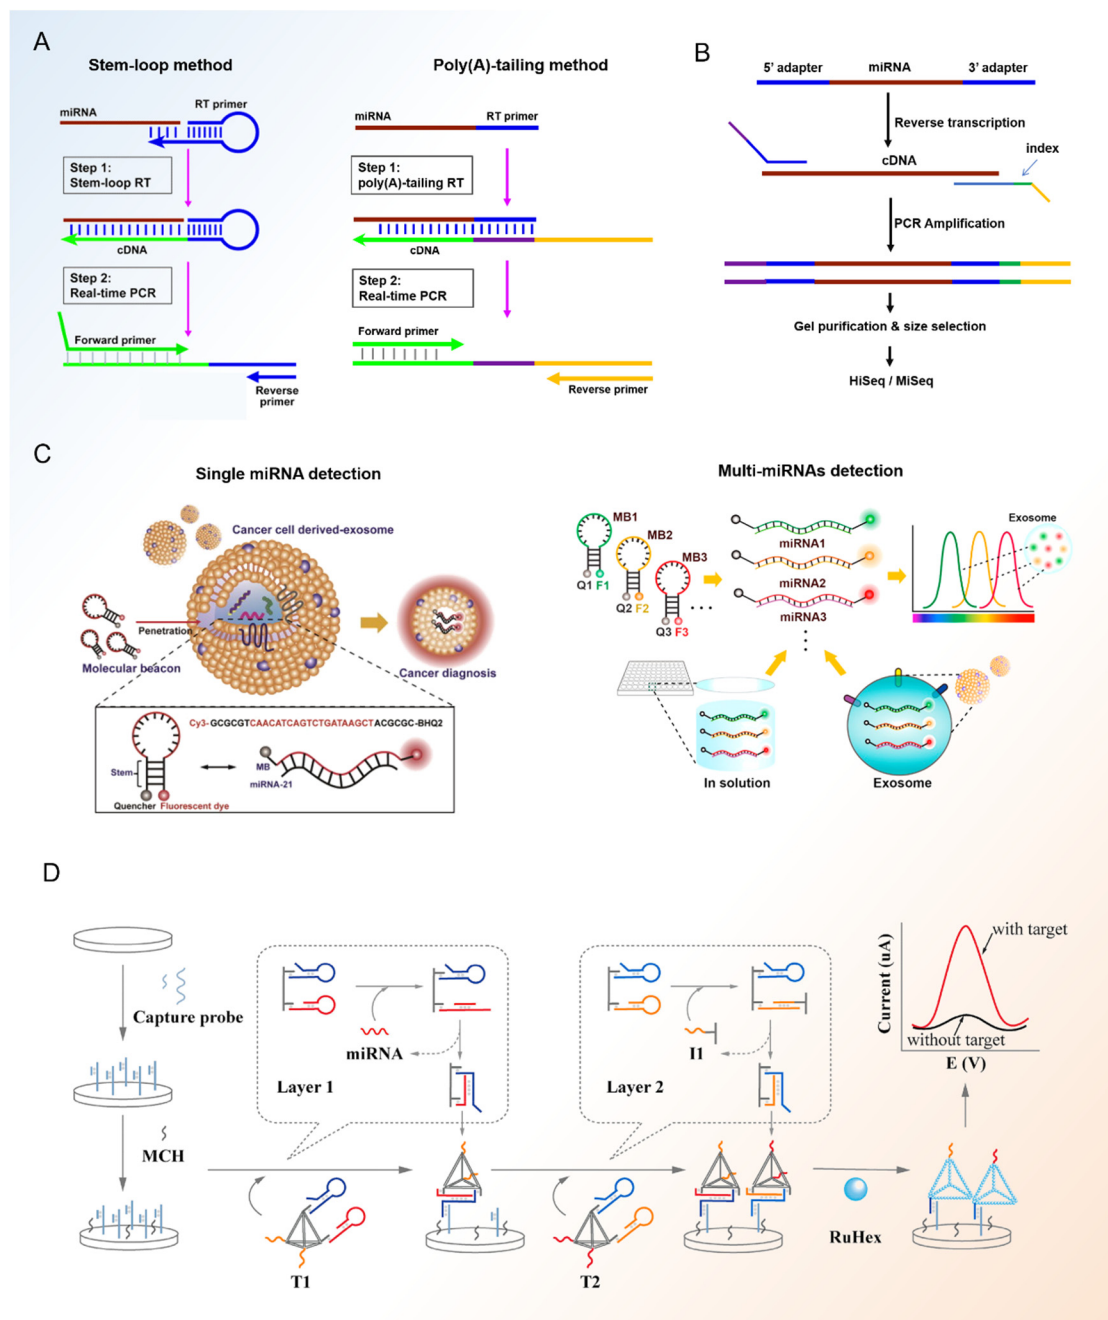 A
Stem-loop method
Poly(A)-tailing method
miRNA
RT primer
Step 1:
Stem-loop RT
cDNA
Step 2:
Real-time PCR
Forward primer
Reverse
primer
miRNA
RT primer
Step 1:
poly(A)-tailing RT
cDNA
Step 2:
Real-time PCR
Forward primer
Reverse primer
B
5' adapter
miRNA
3' adapter
Reverse transcription
index
cDNA
PCR Amplification
Gel purification & size selection
HiSeq / MiSeq
C
Single miRNA detection
Cancer cell derived-exosome
Penetration
Molecular beacon
Cancer diagnosis
Cy3-GCGCGTCAACATCAGTCTGATAAGCTACGCGC-BHQ2
Stem
MB
miRNA-21
Quencher Fluorescent dye
Multi-miRNAs detection
MB1
MB2
MB3
Q1 F1
Q2 F2
Q3 F3
miRNA1
miRNA2
miRNA3
Exosome
In solution
Exosome
D
Capture probe
MCH
miRNA
Layer 1
T1
I1
Layer 2
T2
RuHex
Current (uA)
with target
without target
E (V)